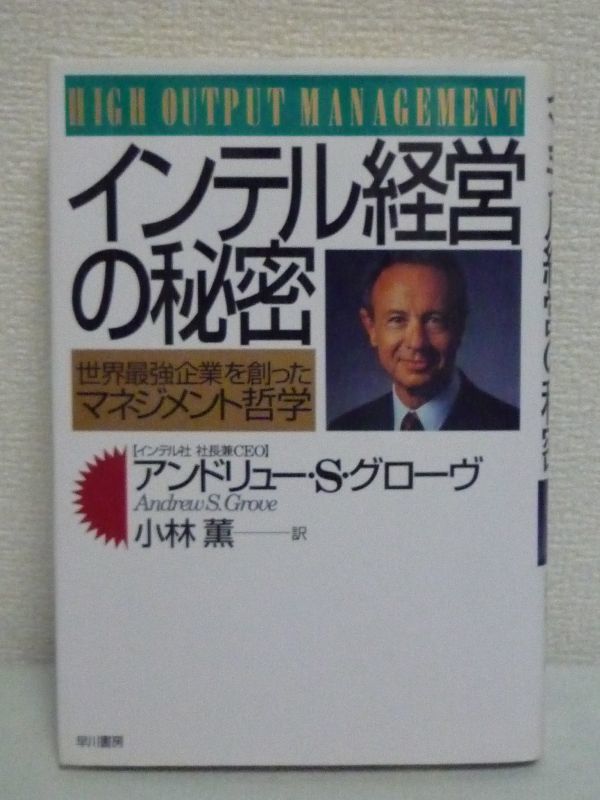 HIGH OUTPUT MANAGEMENT
インテル経営
の秘密
世界最強企業を創った
マネジメント哲学
[インテル社 社長兼CEO]
アンドリュー・S・グローヴ
Andrew S. Grove
小林 薫──訳
早川書房